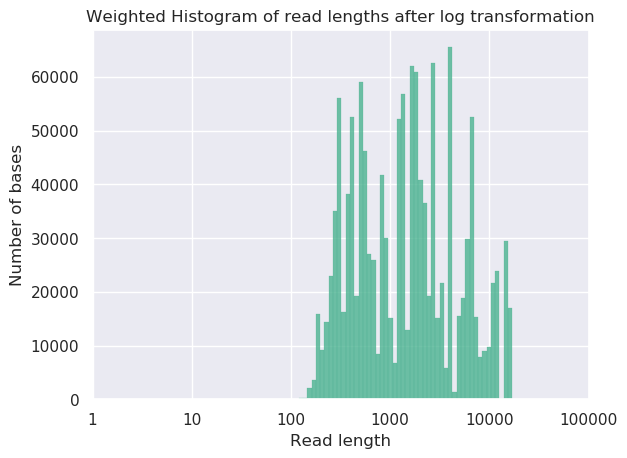 Weighted Histogram of read lengths after log transformation
Number of bases
60000
50000
40000
30000
20000
10000
0
1 10 100 1000 10000 100000
Read length